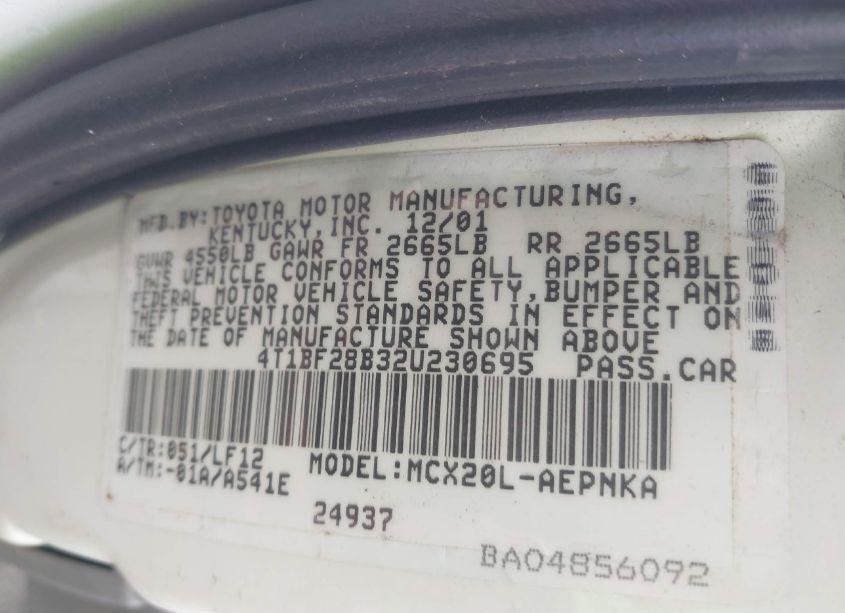 MFD.BY:TOYOTA MOTOR MANUFACTURING,
KENTUCKY,INC. 12/01
GVWR 4550LB GAWR FR 2665LB RR 2665LB
THIS VEHICLE CONFORMS TO ALL APPLICABLE
FEDERAL MOTOR VEHICLE SAFETY,BUMPER AND
THEFT PREVENTION STANDARDS IN EFFECT ON
THE DATE OF MANUFACTURE SHOWN ABOVE
4T1BF28B32U230695 PASS.CAR
C/TR:051/LF12
A/TM:-01A/A541E
MODEL:MCX20L-AEPNKA
24937
BA04856092